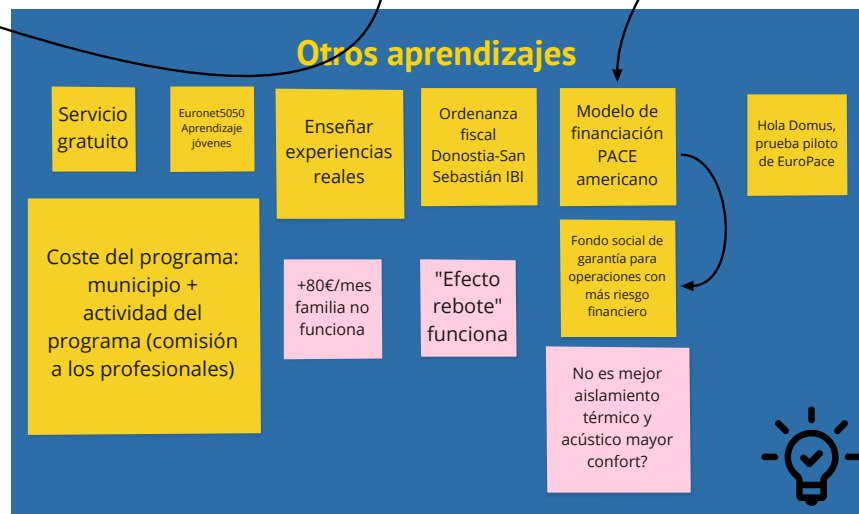 Otros aprendizajes
Servicio
gratuito
Euronet5050
Aprendizaje
jóvenes
Enseñar
experiencias
reales
Ordenanza
fiscal
Donostia-San
Sebastián IBI
Modelo de
financiación
PACE
americano
Hola Domus,
prueba piloto
de EuroPace
Coste del programa:
municipio +
actividad del
programa (comisión
a los profesionales)
+80€/mes
familia no
funciona
"Efecto
rebote"
funciona
Fondo social de
garantía para
operaciones con
más riesgo
financiero
No es mejor
aislamiento
térmico y
acústico mayor
confort?